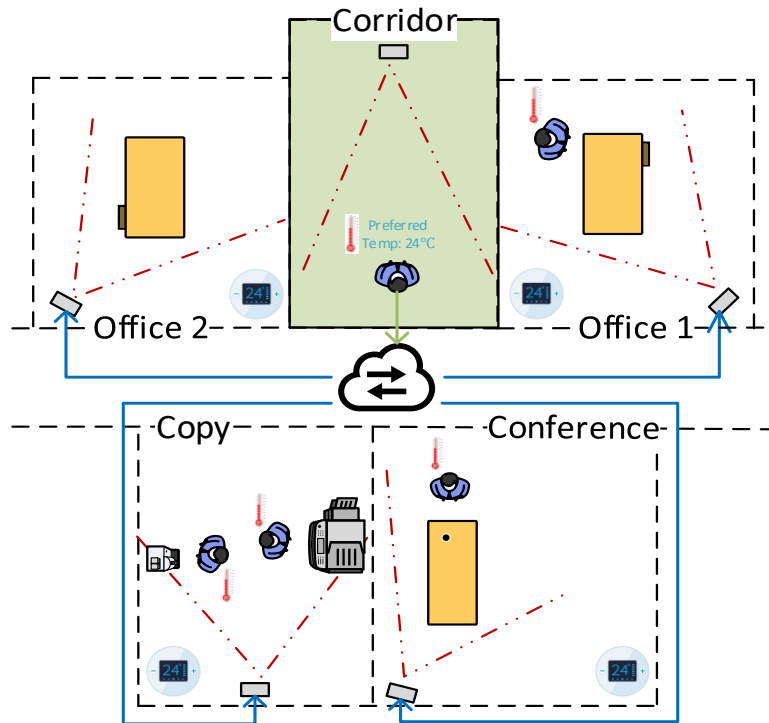 Corridor
Preferred
Temp: 24°C
- 24° +
- 24° +
Office 2
Office 1
Copy
Conference
- 24° +
- 24° +